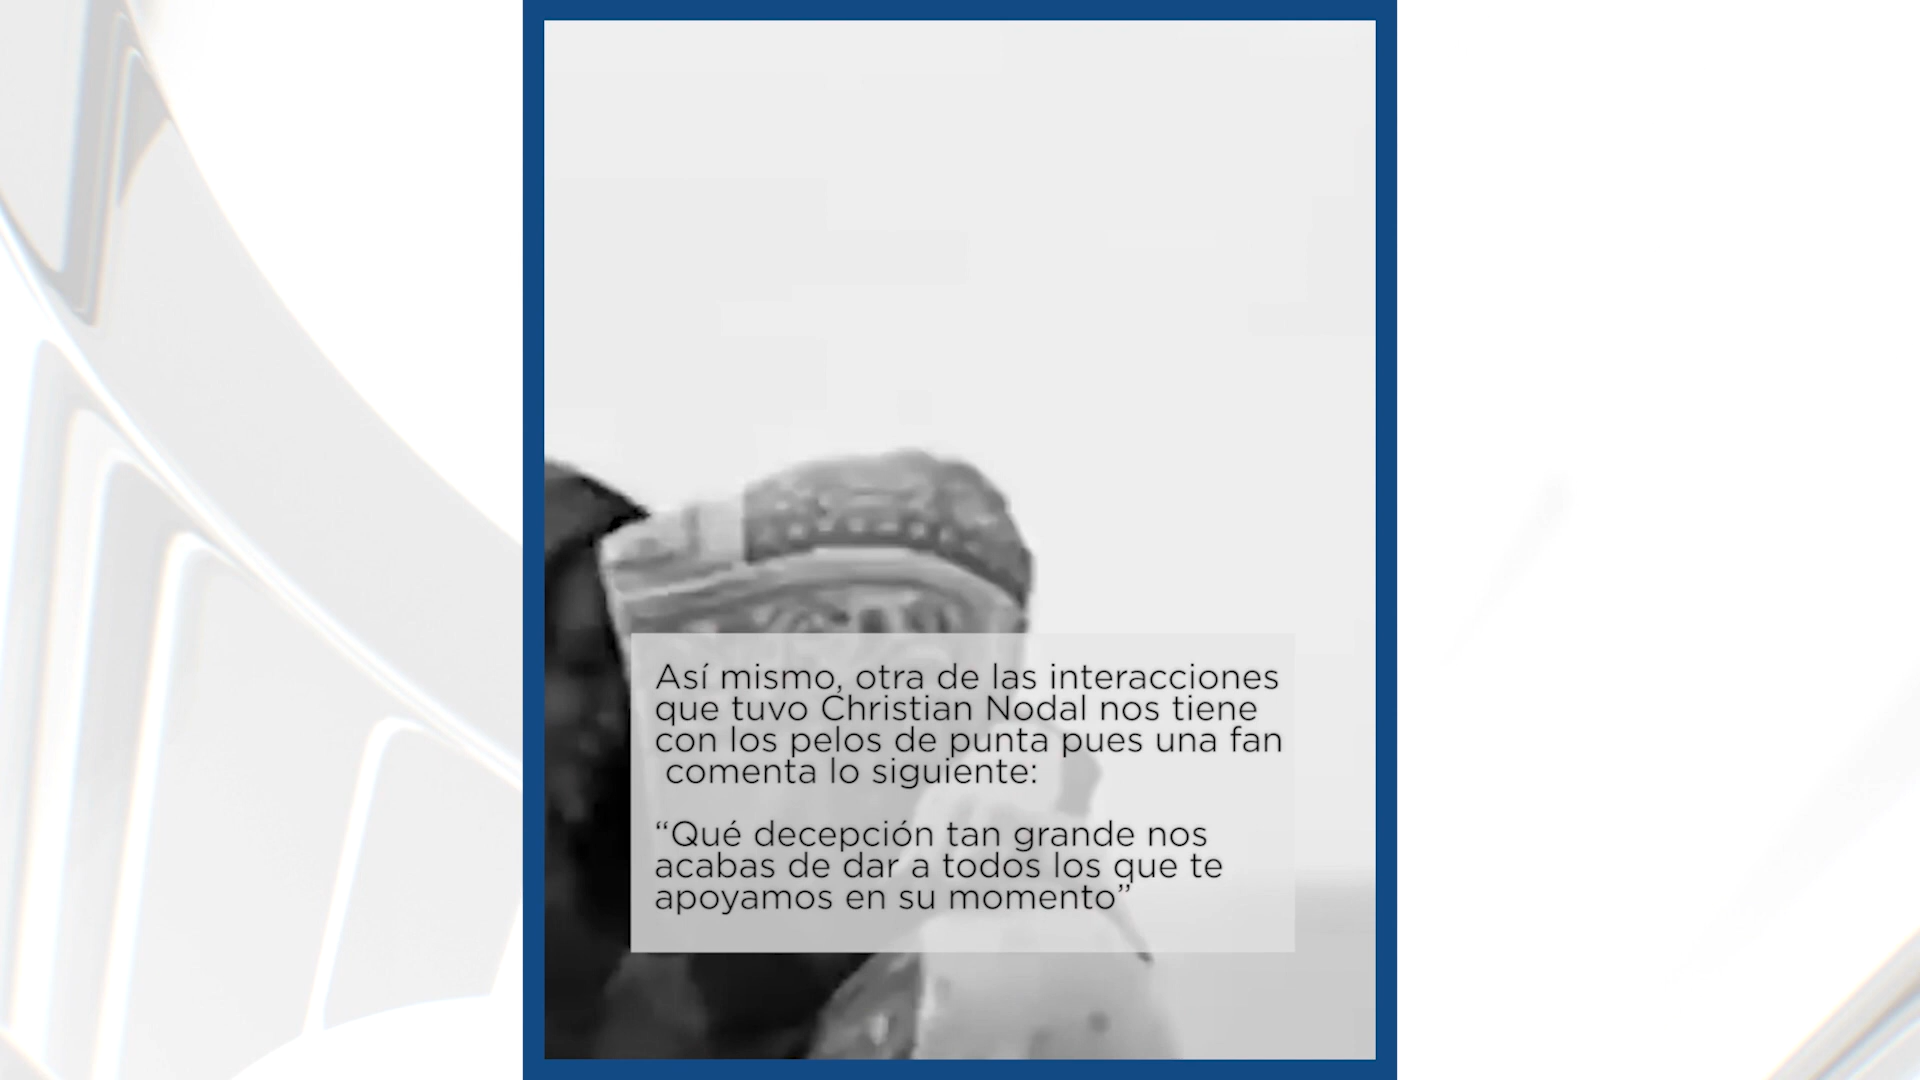 Así mismo, otra de las interacciones
que tuvo Christian Nodal nos tiene
con los pelos de punta pues una fan
comenta lo siguiente:
“Qué decepción tan grande nos
acabas de dar a todos los que te
apoyamos en su momento”